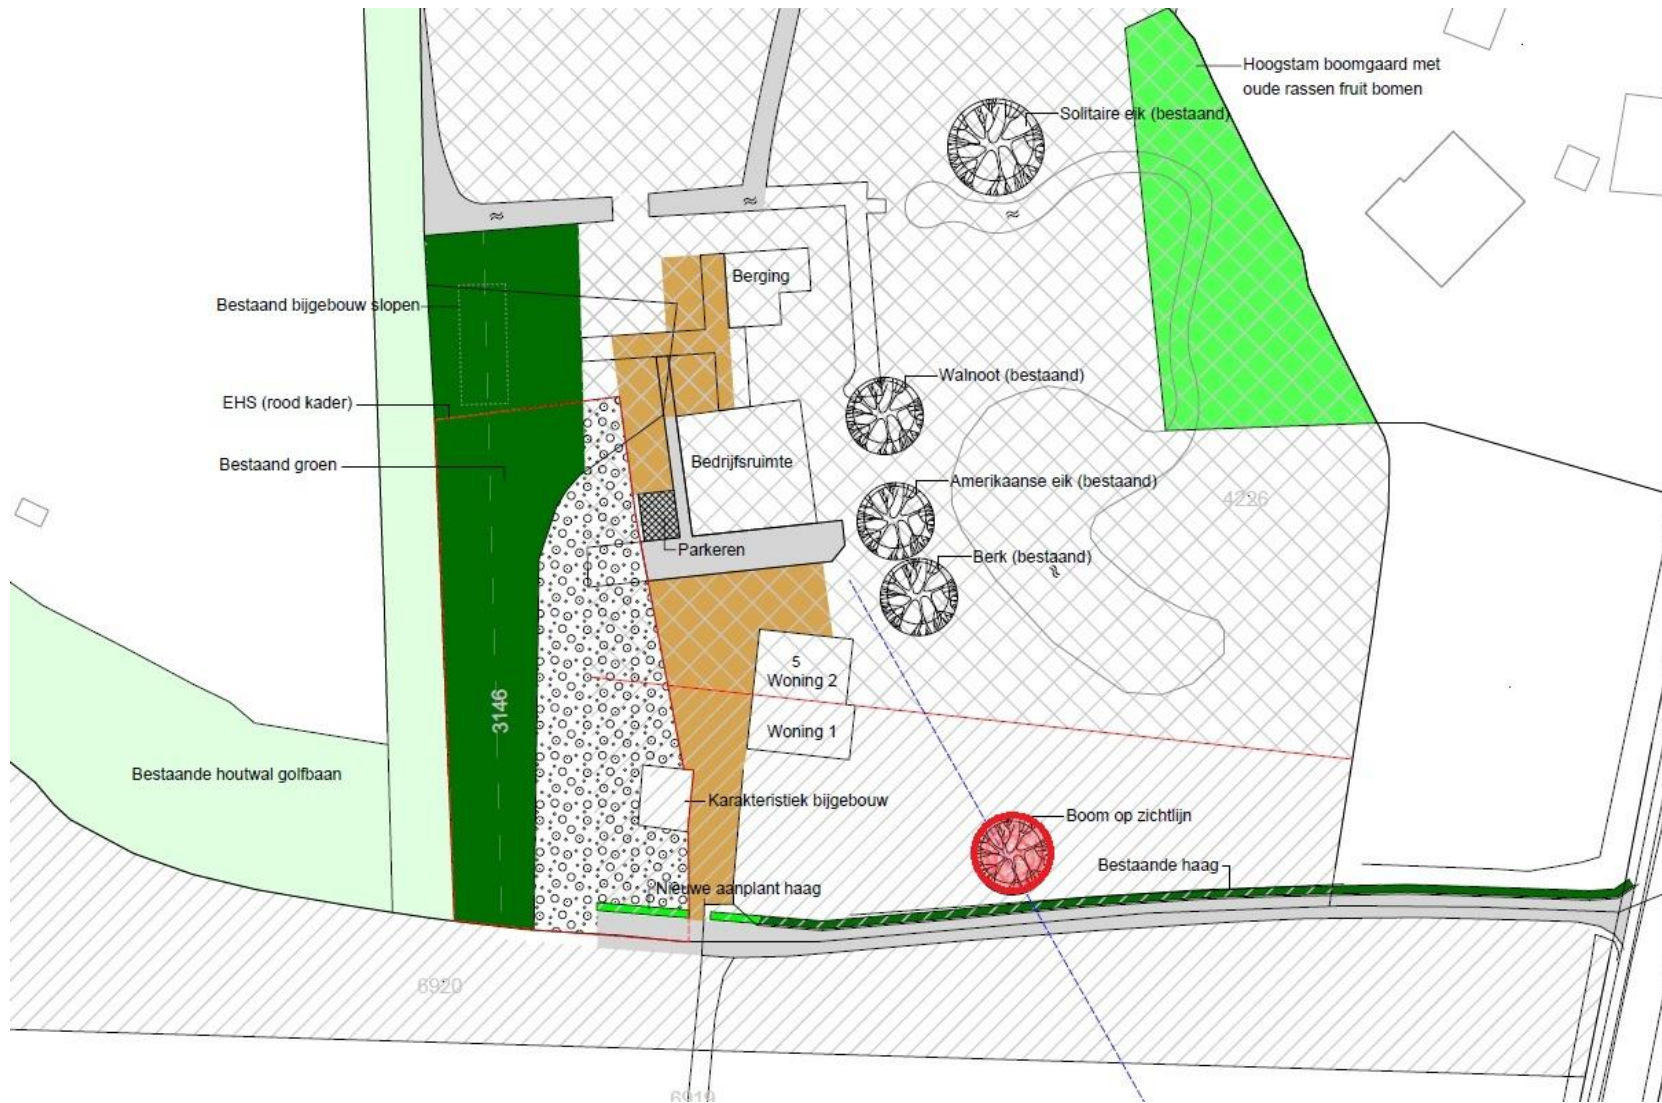 Hoogstam boomgaard met
oude rassen fruit bomen
Solitaire eik (bestaand)
Berging
Bestaand bijgebouw slopen
Walnoot (bestaand)
EHS (rood kader)
Bestaand groen
Bedrijfsruimte
Amerikaanse eik (bestaand)
4226
Parkeren
Berk (bestaand)
5
Woning 2
3146
Woning 1
Bestaande houtwal golfbaan
Karakteristiek bijgebouw
Boom op zichtlijn
Bestaande haag
Nieuwe aanplant haag
6920
6919